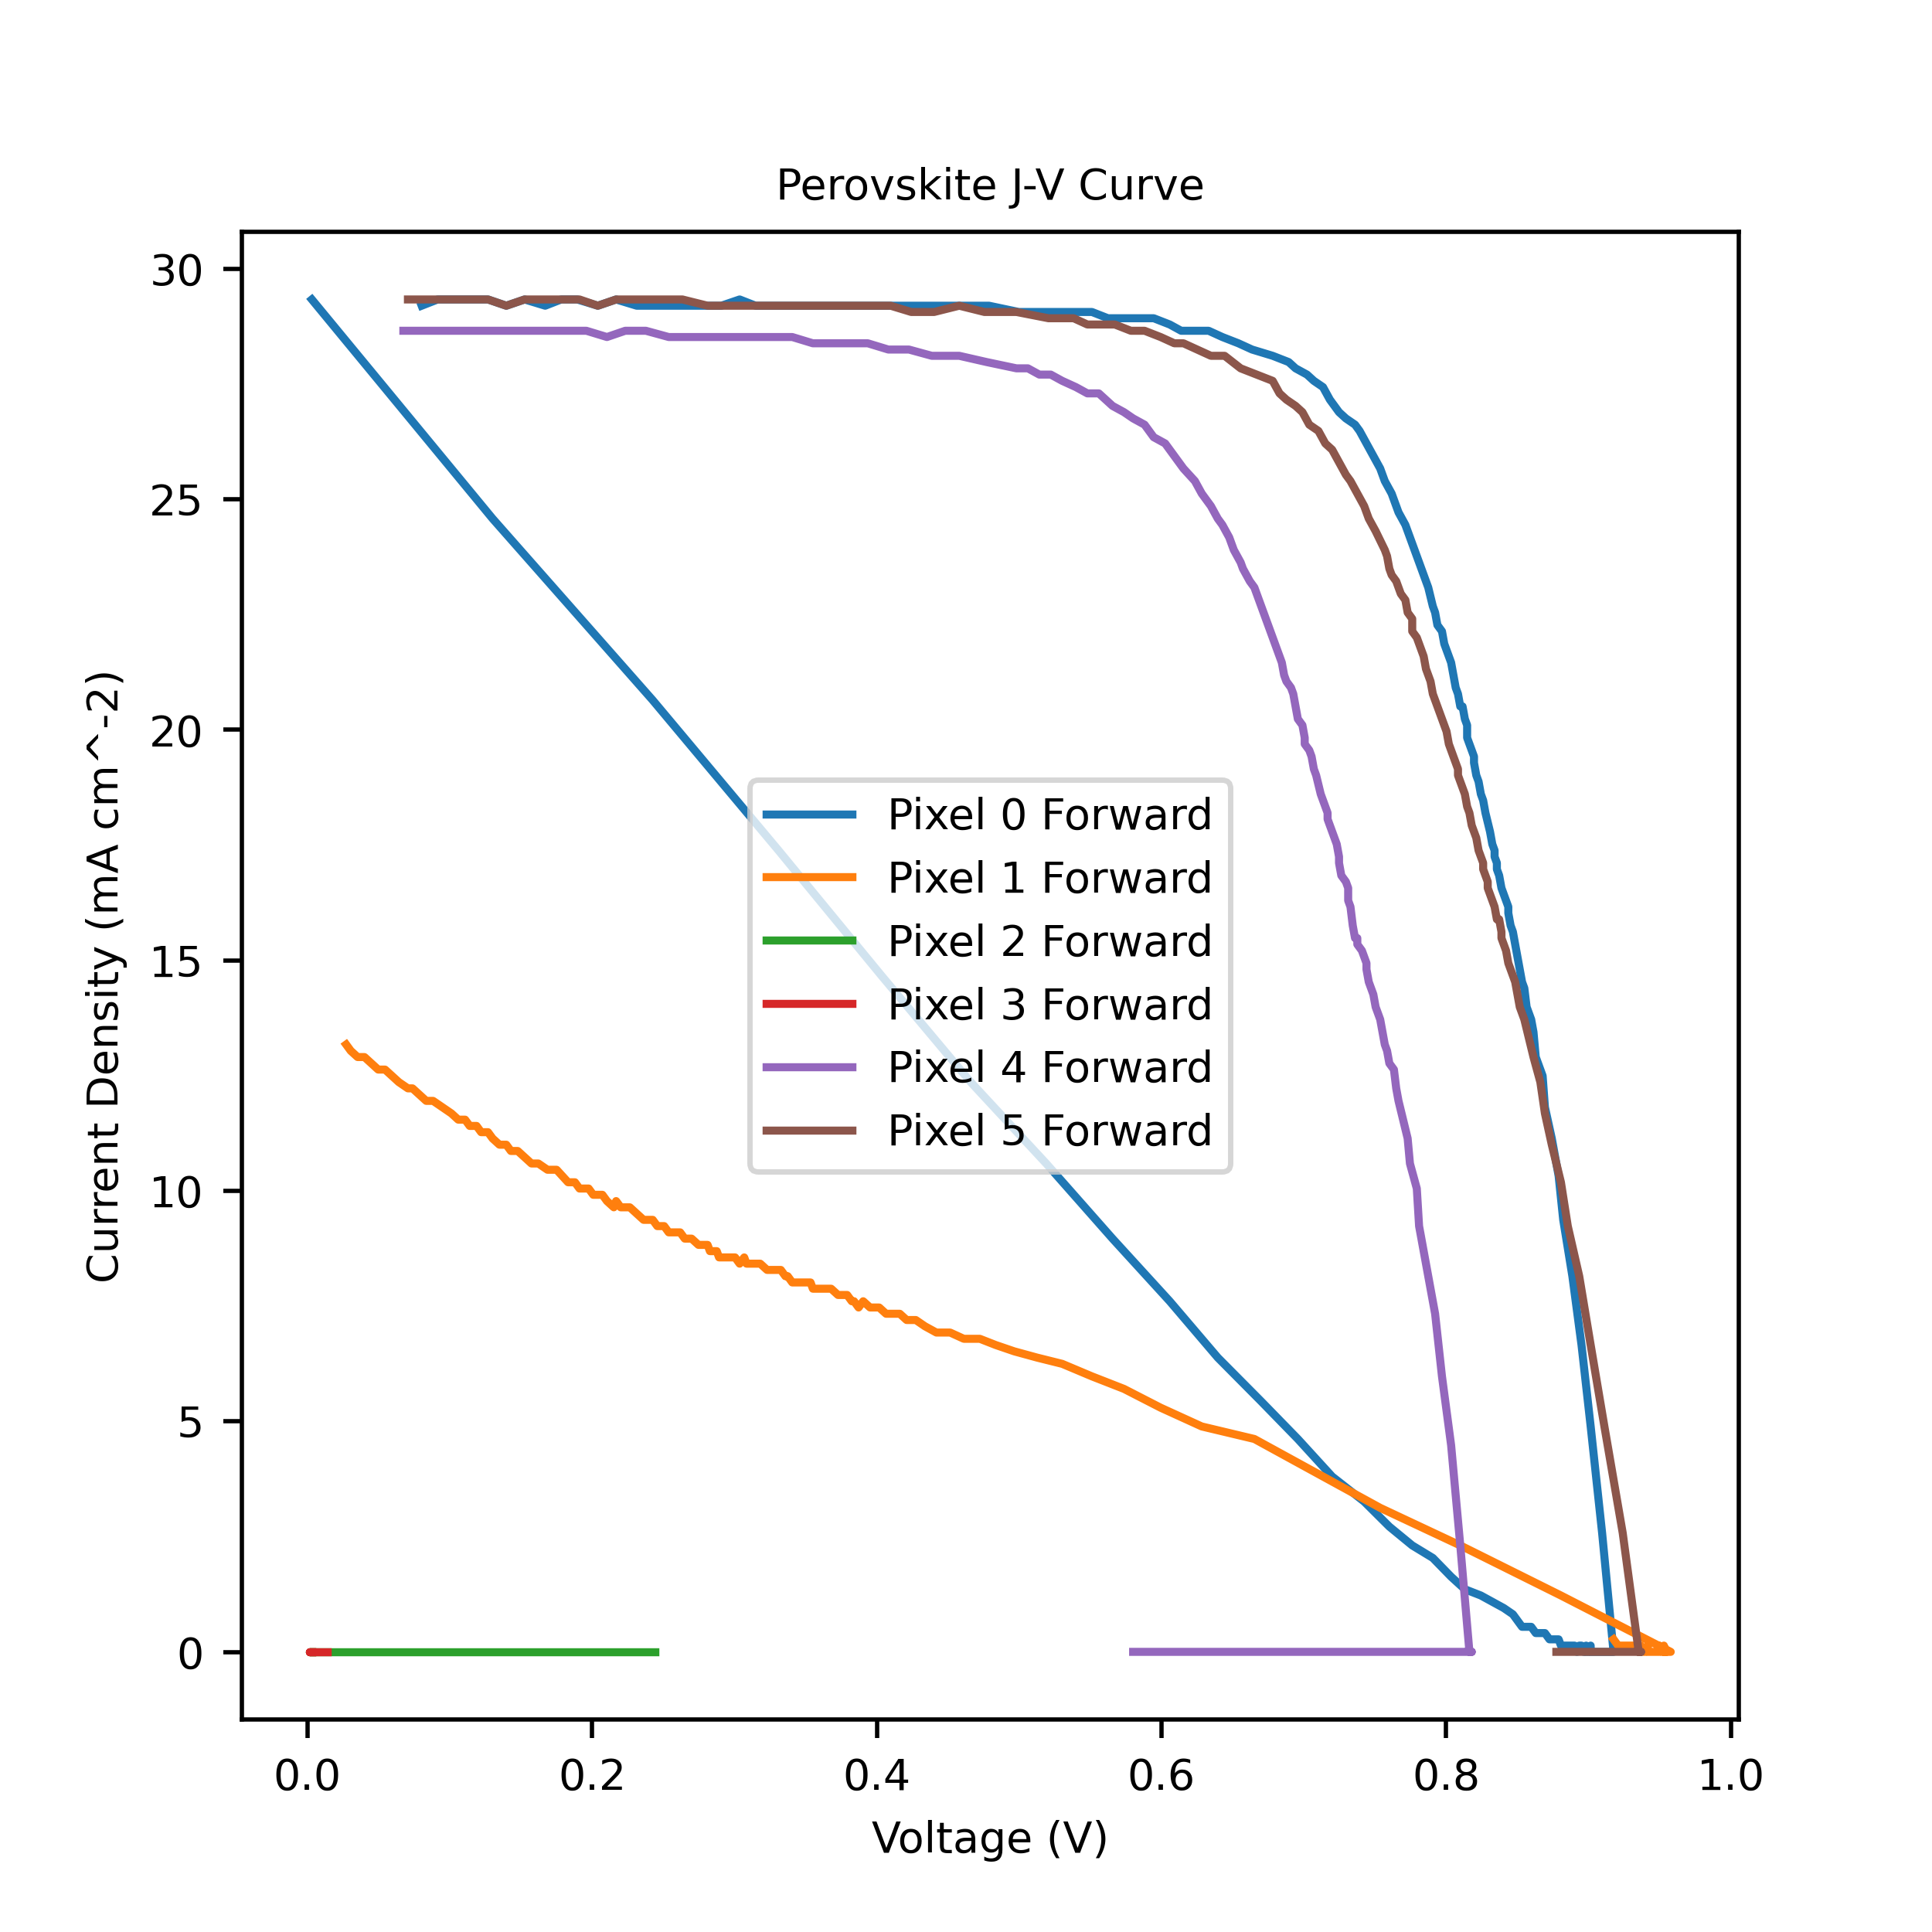 Perovskite J-V Curve
30
25
20
15
10
5
0
Current Density (mA cm^-2)
Pixel 0 Forward
Pixel 1 Forward
Pixel 2 Forward
Pixel 3 Forward
Pixel 4 Forward
Pixel 5 Forward
0.0 0.2 0.4 0.6 0.8 1.0
Voltage (V)